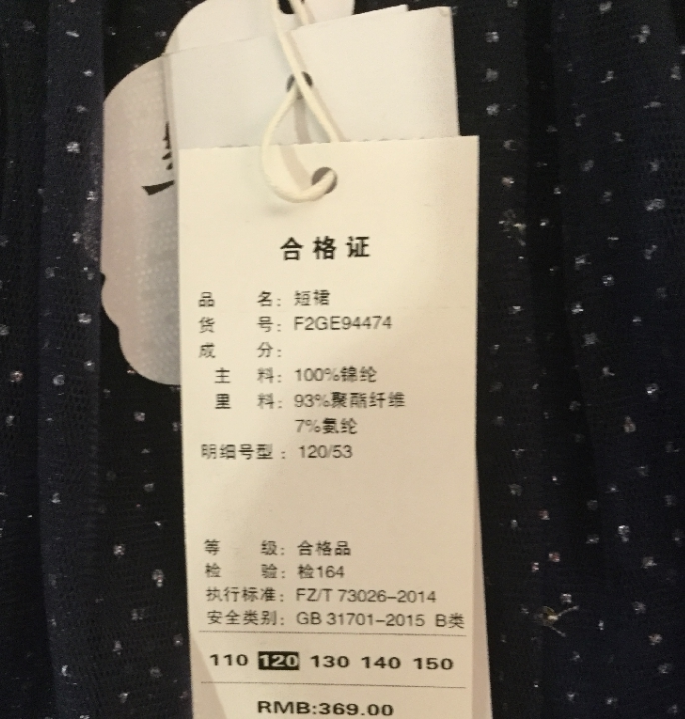 合格证
品 名：短裙
货 号：F2GE94474
成 分：
主 料：100%锦纶
里 料：93%聚酯纤维
7%氨纶
明细号型：120/53
等 级：合格品
检 验：检164
执行标准：FZ/T 73026-2014
安全类别：GB 31701-2015 B类
110 120 130 140 150
RMB:369.00